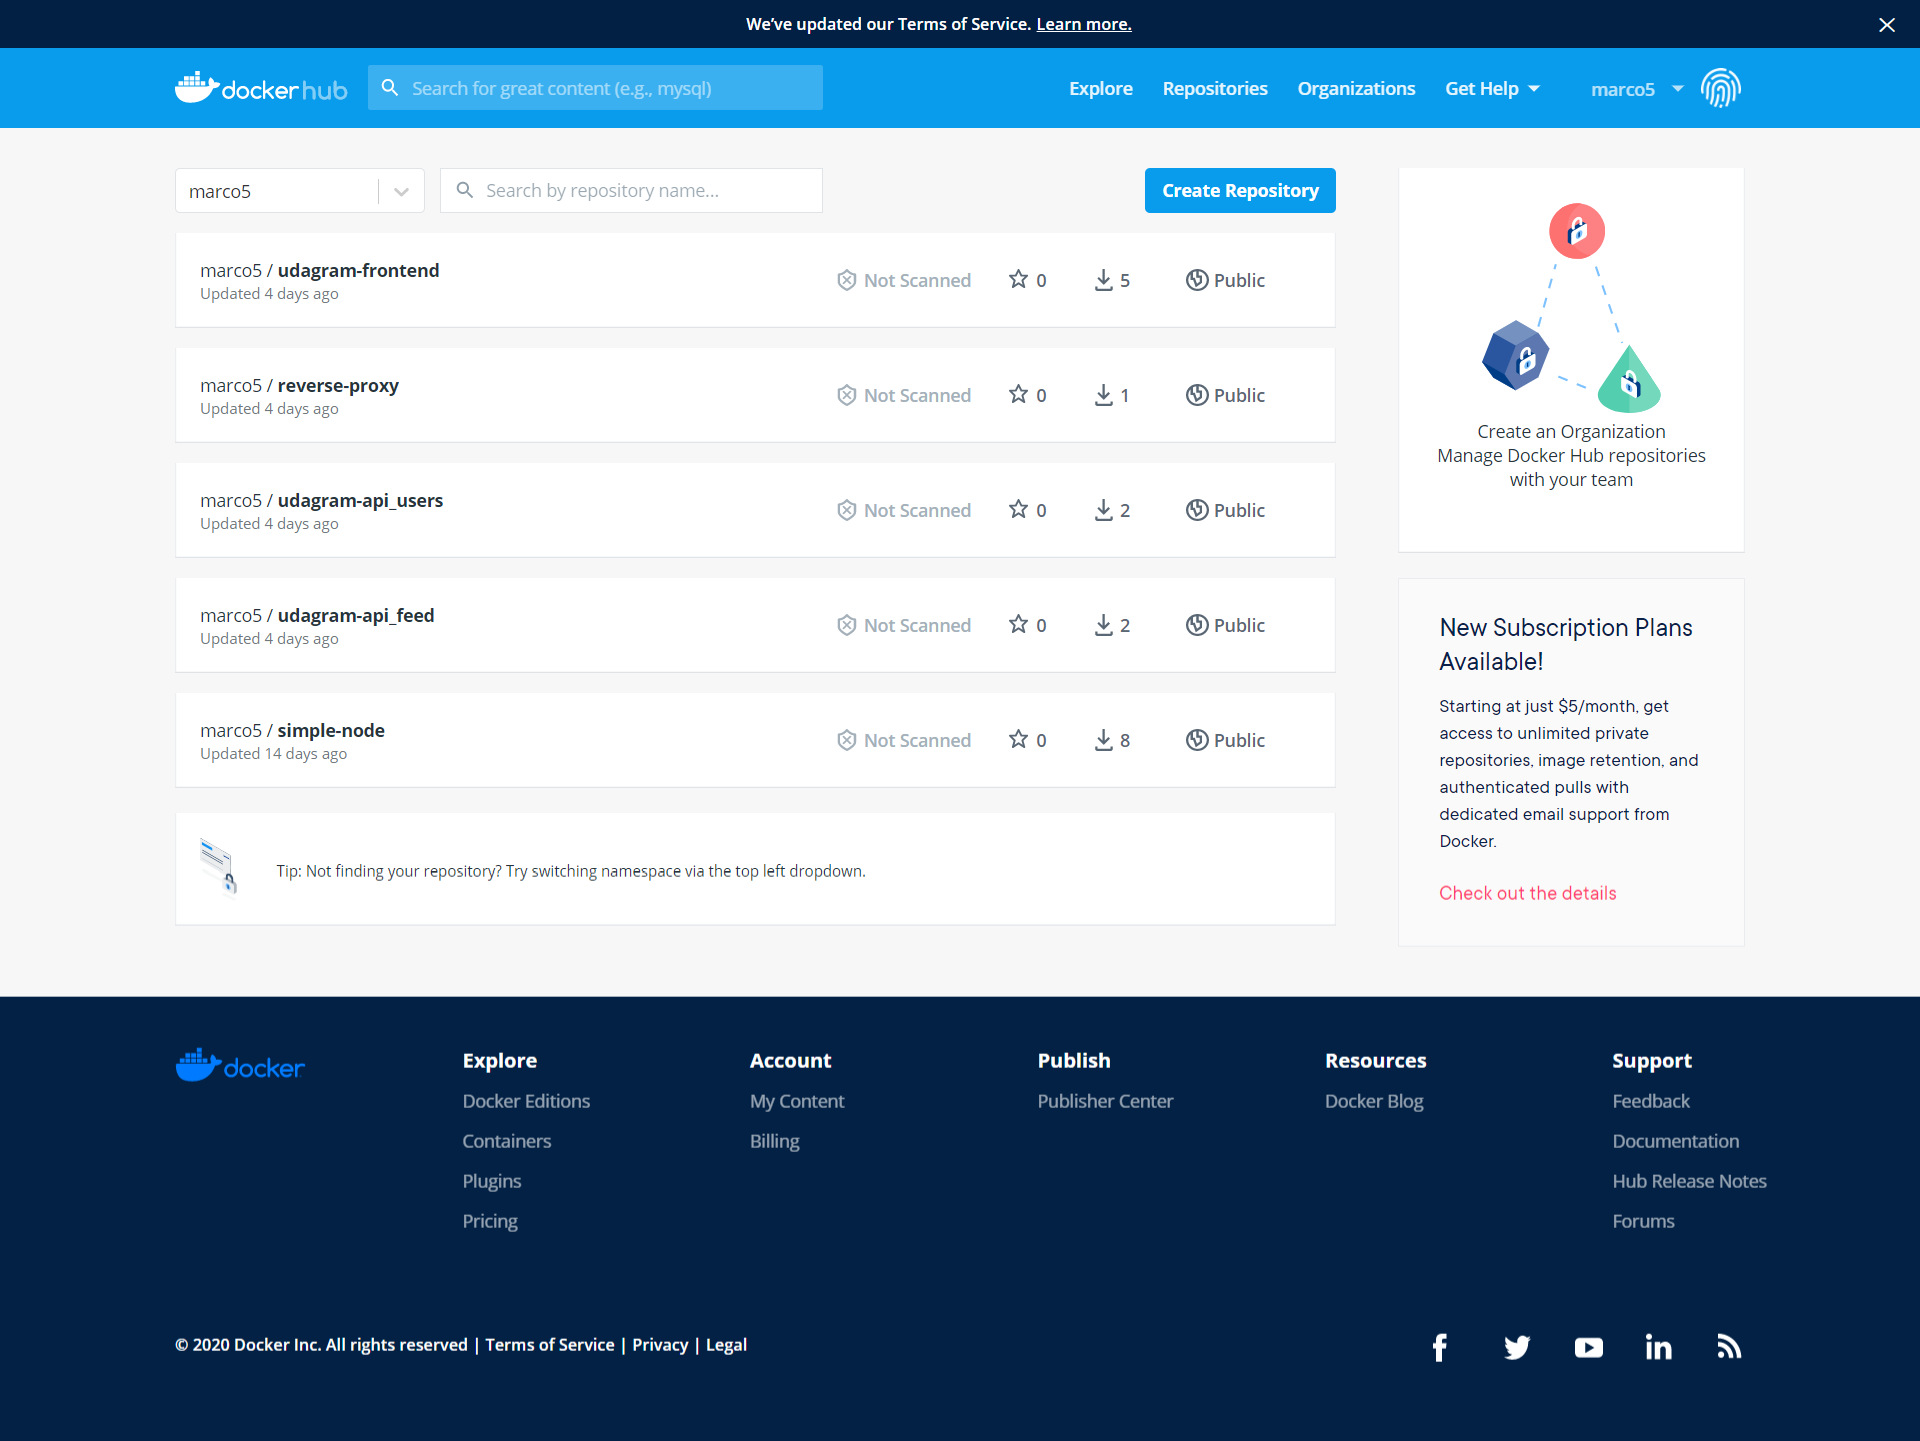 We've updated our Terms of Service. Learn more.
docker hub
Search for great content (e.g., mysql)
Explore
Repositories
Organizations
Get Help
marco5
marco5
Search by repository name...
Create Repository
marco5 / udagram-frontend
Updated 4 days ago
Not Scanned
0
5
Public
marco5 / reverse-proxy
Updated 4 days ago
Not Scanned
0
1
Public
marco5 / udagram-api_users
Updated 4 days ago
Not Scanned
0
2
Public
marco5 / udagram-api_feed
Updated 4 days ago
Not Scanned
0
2
Public
marco5 / simple-node
Updated 14 days ago
Not Scanned
0
8
Public
Tip: Not finding your repository? Try switching namespace via the top left dropdown.
Create an Organization
Manage Docker Hub repositories
with your team
New Subscription Plans
Available!
Starting at just $5/month, get
access to unlimited private
repositories, image retention, and
authenticated pulls with
dedicated email support from
Docker.
Check out the details
docker
Explore
Docker Editions
Containers
Plugins
Pricing
Account
My Content
Billing
Publish
Publisher Center
Resources
Docker Blog
Support
Feedback
Documentation
Hub Release Notes
Forums
© 2020 Docker Inc. All rights reserved | Terms of Service | Privacy | Legal